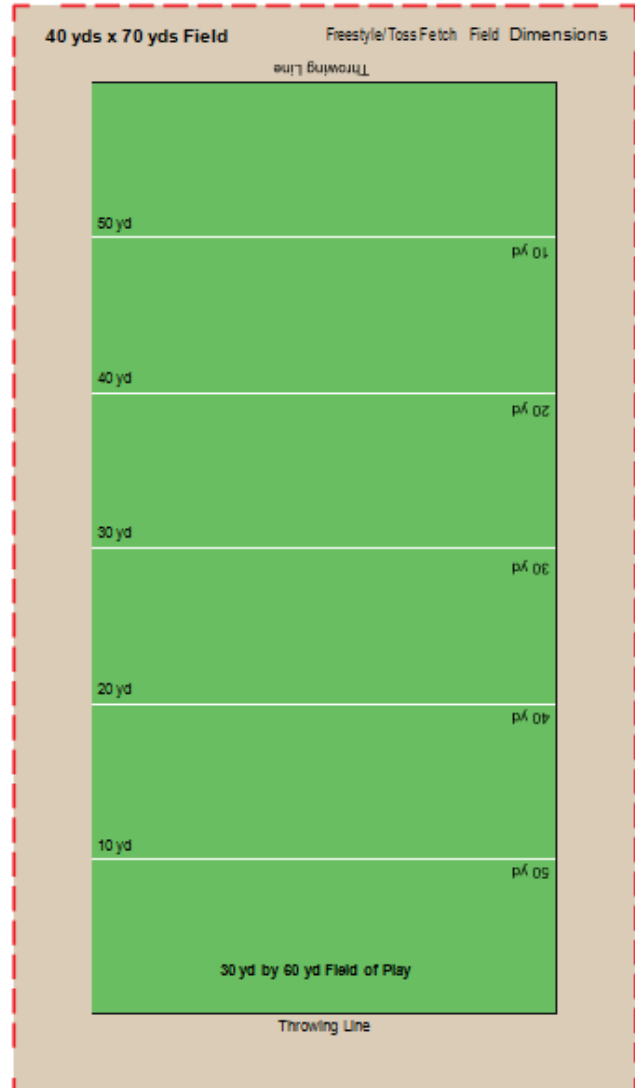 40 yds x 70 yds Field Freestyle/Toss Fetch Field Dimensions
Throwing Line
50 yd
10 yd
40 yd
20 yd
30 yd
30 yd
20 yd
40 yd
10 yd
50 yd
30 yd by 60 yd Field of Play
Throwing Line